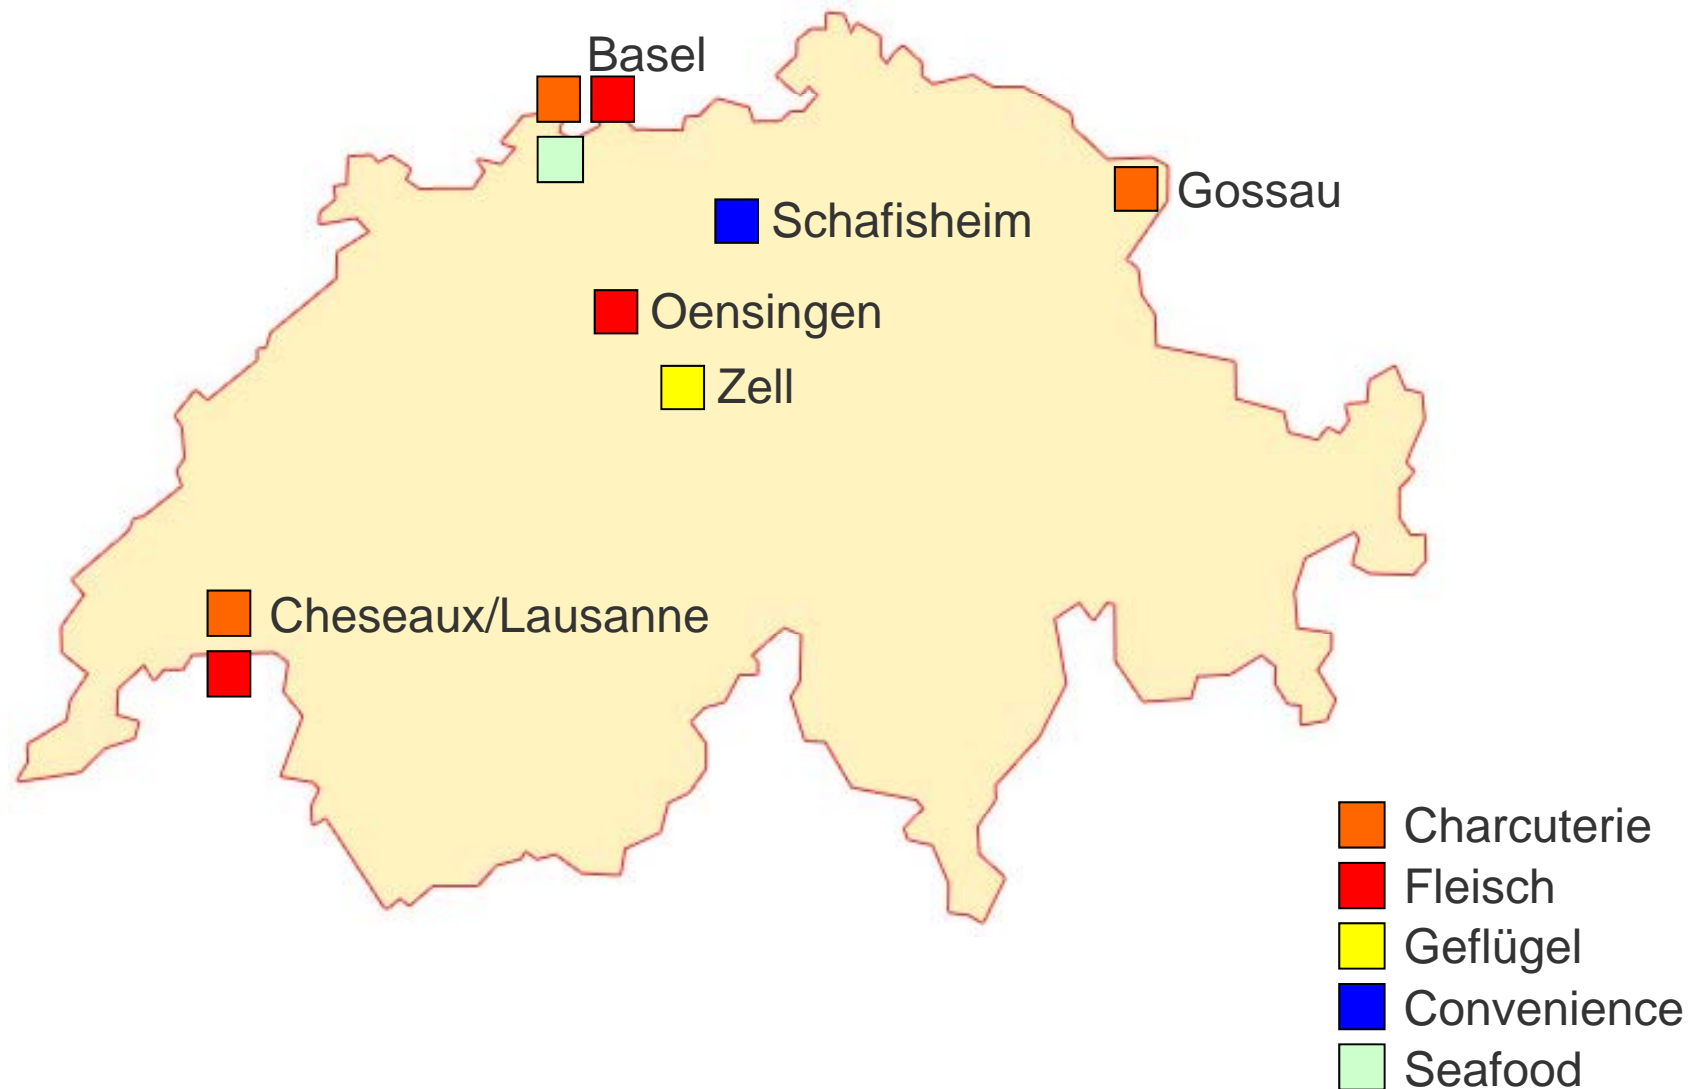 Basel
Gossau
Schafisheim
Oensingen
Zell
Cheseaux/Lausanne
Charcuterie
Fleisch
Geflügel
Convenience
Seafood